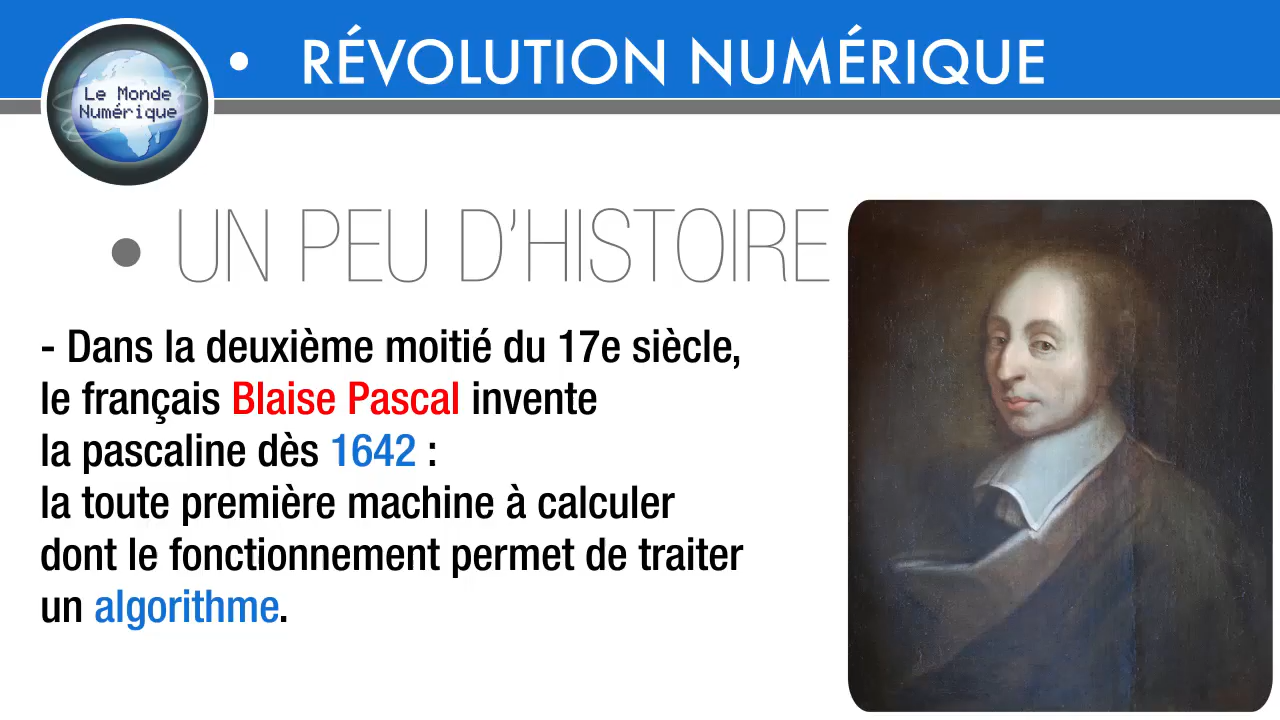 Le Monde
Numérique
• RÉVOLUTION NUMÉRIQUE
• UN PEU D’HISTOIRE
- Dans la deuxième moitié du 17e siècle,
le français Blaise Pascal invente
la pascaline dès 1642 :
la toute première machine à calculer
dont le fonctionnement permet de traiter
un algorithme.